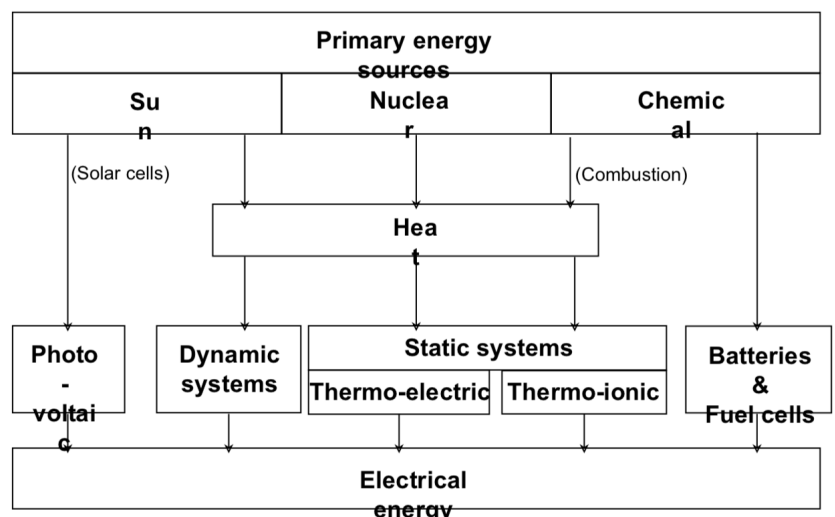 Primary energy
sources
Su
n
Nuclea
r
Chemic
al
(Solar cells)
(Combustion)
Hea
t
Photo
-
voltai
c
Dynamic
systems
Static systems
Thermo-electric
Thermo-ionic
Batteries
&
Fuel cells
Electrical
energy